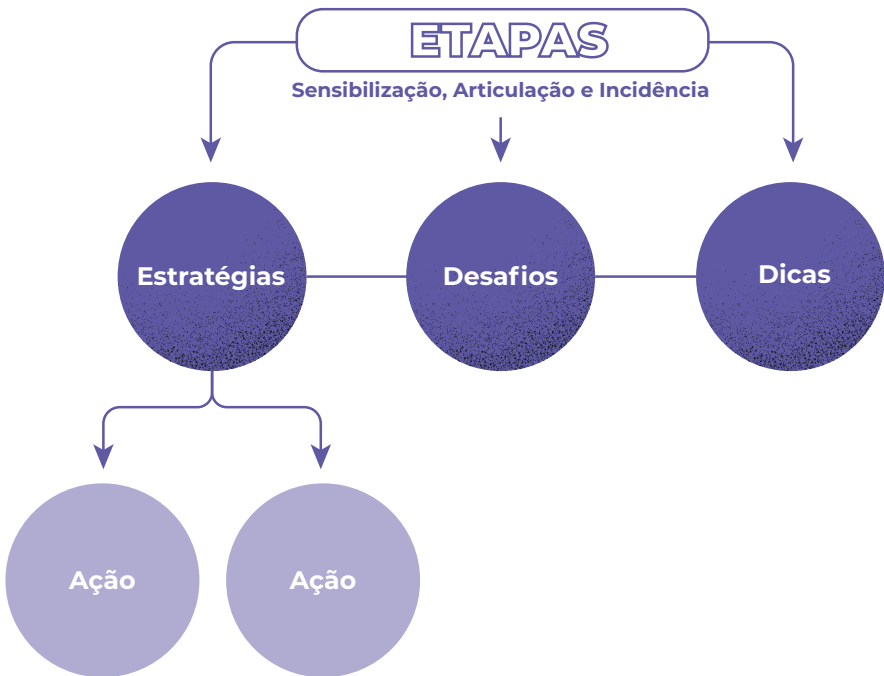 ETAPAS
Sensibilização, Articulação e Incidência
Estratégias
Desafios
Dicas
Ação
Ação